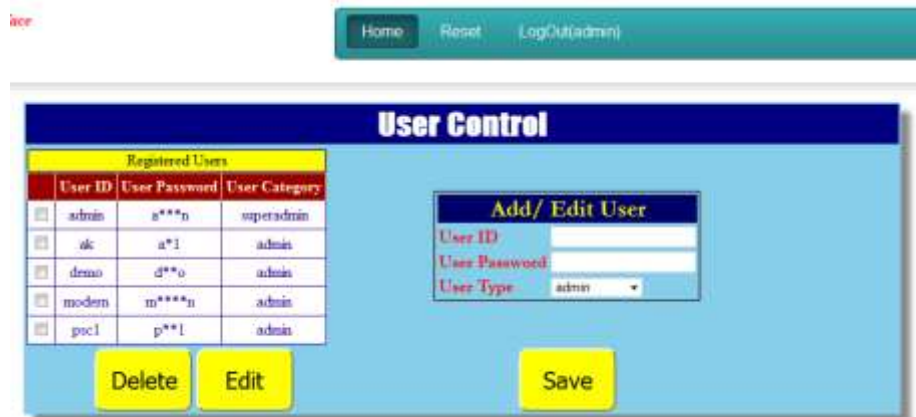 face
Home Reset LogOut(admin)
User Control
Registered Users
User ID User Password User Category
admin a***n superadmin
ak a*1 admin
demo d**o admin
modern m****n admin
psc1 p**1 admin
Add/ Edit User
User ID
User Password
User Type admin
Delete Edit Save